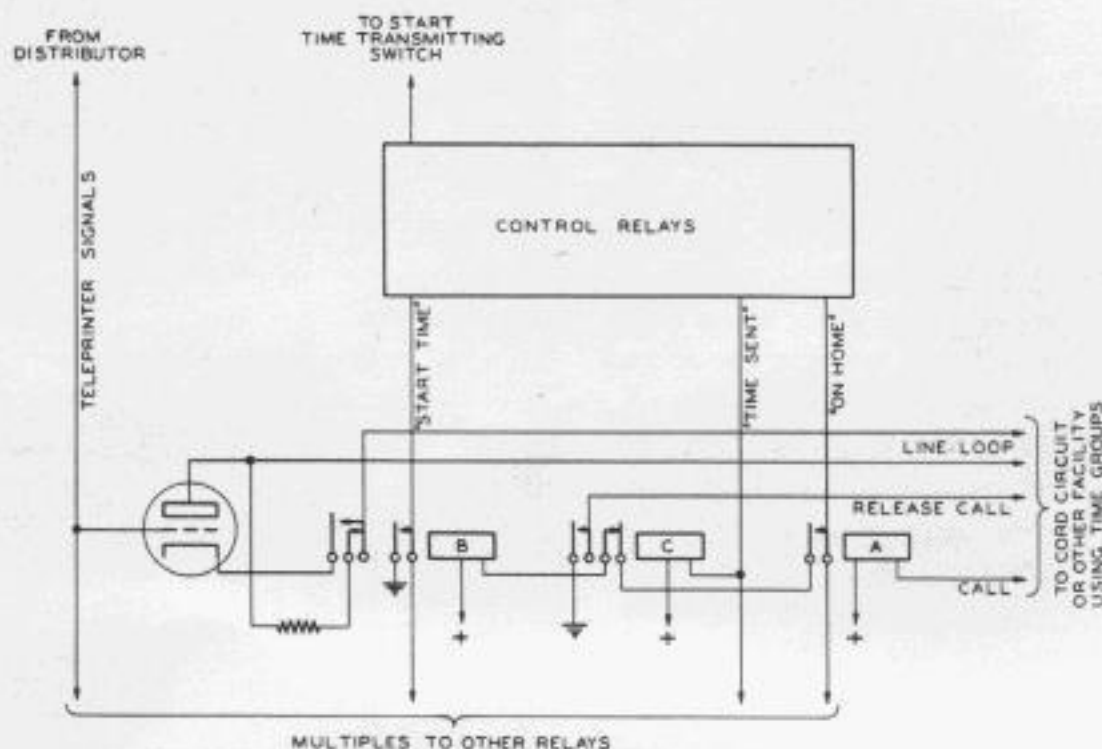 FROM
DISTRIBUTOR
TO START
TIME TRANSMITTING
SWITCH
TELEPRINTER SIGNALS
CONTROL RELAYS
"START TIME"
"TIME SENT"
"ON HOME"
LINE LOOP
RELEASE CALL
CALL
TO CORD CIRCUIT
OR OTHER FACILITY
USING TIME GROUPS
B
C
A
+
+
+
MULTIPLES TO OTHER RELAYS